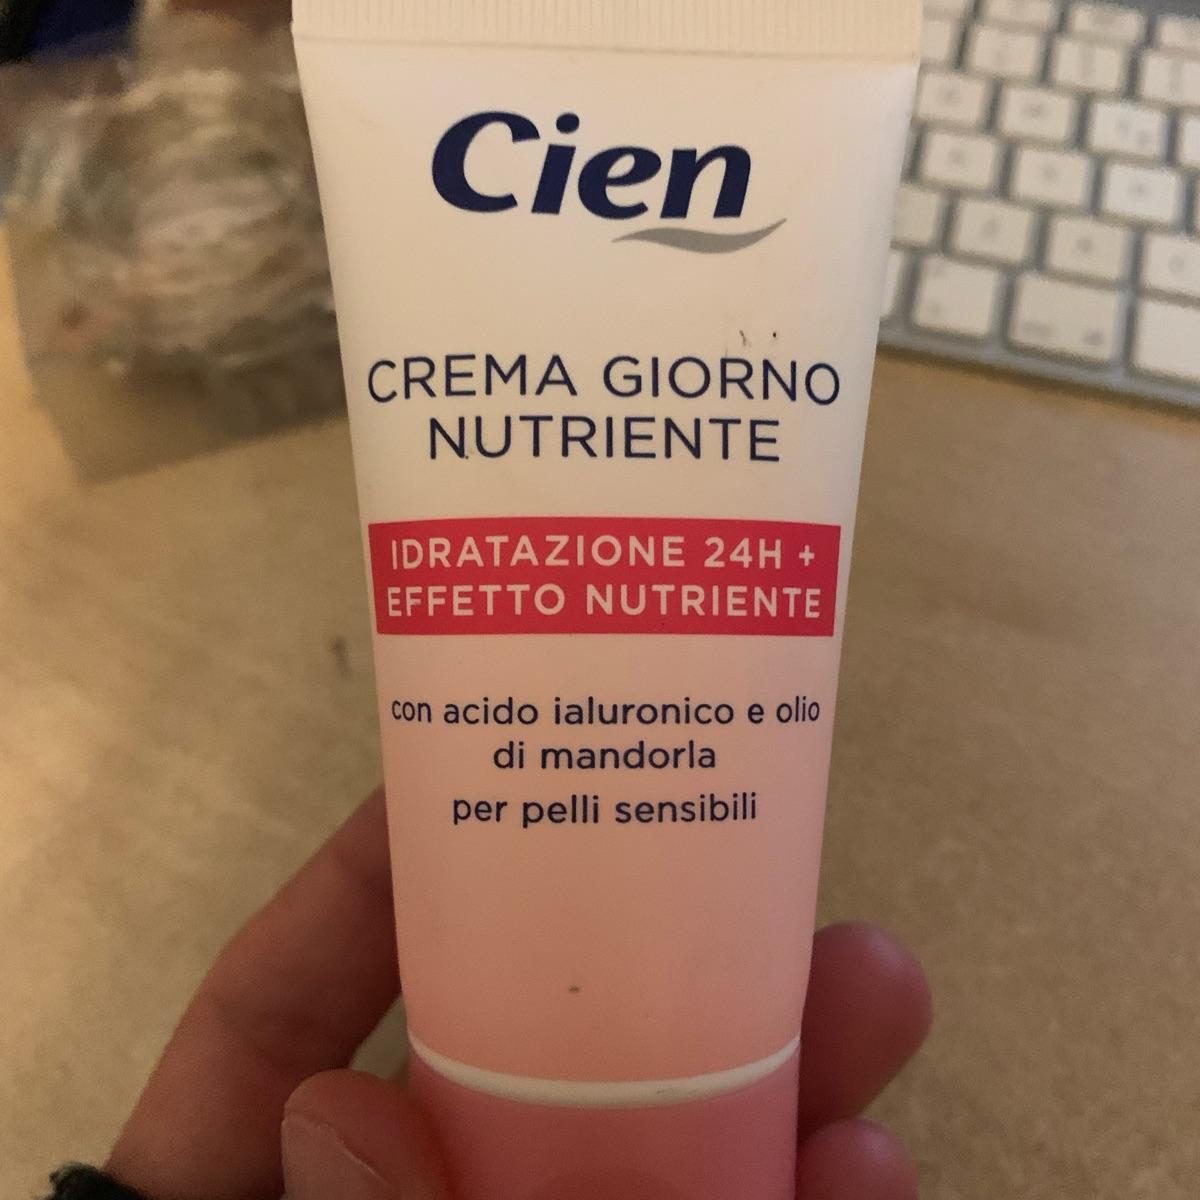 Cien
CREMA GIORNO
NUTRIENTE
IDRATAZIONE 24H +
EFFETTO NUTRIENTE
con acido ialuronico e olio
di mandorla
per pelli sensibili